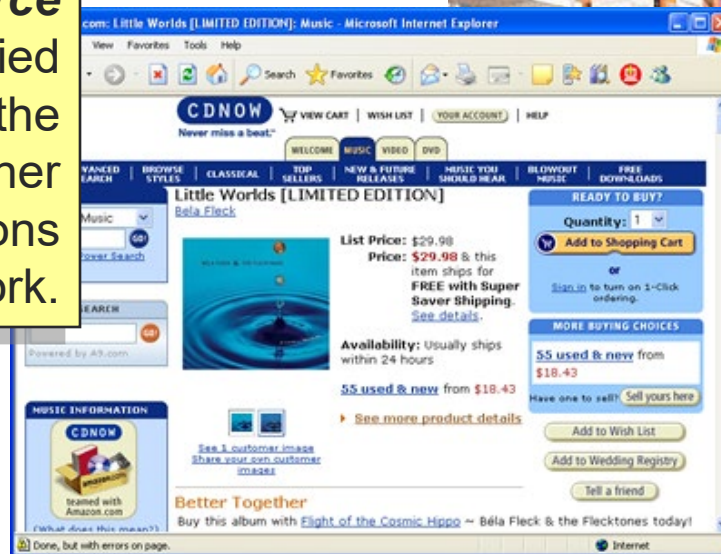 rce
ied
the
ner
ons
rk.
com: Little Worlds [LIMITED EDITION]: Music - Microsoft Internet Explorer
View Favorites Tools Help
Search Favorites
CDNOW
Never miss a beat.
VIEW CART | WISH LIST | YOUR ACCOUNT | HELP
WELCOME MUSIC VIDEO DVD
ANCED EARCH | BROWSE STYLES | CLASSICAL | TOP SELLERS | NEW & FUTURE RELEASES | MUSIC YOU SHOULD HEAR | BLOWOUT MUSIC | FREE DOWNLOADS
Music
GO!
Power Search
EARCH
GO!
Powered by A9.com
MUSIC INFORMATION
CDNOW
amazon.com
teamed with
Amazon.com
(What does this mean?)
Little Worlds [LIMITED EDITION]
Bela Fleck
List Price: $29.98
Price: $29.98 & this
item ships for
FREE with Super
Saver Shipping.
See details.
Availability: Usually ships
within 24 hours
55 used & new from $18.43
See more product details
See 1 customer image
Share your own customer
images
Better Together
Buy this album with Flight of the Cosmic Hippo ~ Béla Fleck & the Flecktones today!
READY TO BUY?
Quantity: 1
Add to Shopping Cart
or
Sign in to turn on 1-Click
ordering.
MORE BUYING CHOICES
55 used & new from
$18.43
Have one to sell? Sell yours here
Add to Wish List
Add to Wedding Registry
Tell a friend
Done, but with errors on page.
Internet